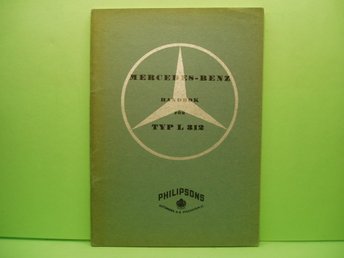 MERCEDES-BENZ
HANDBOK
FÖR
TYP L 312
PHILIPSONS